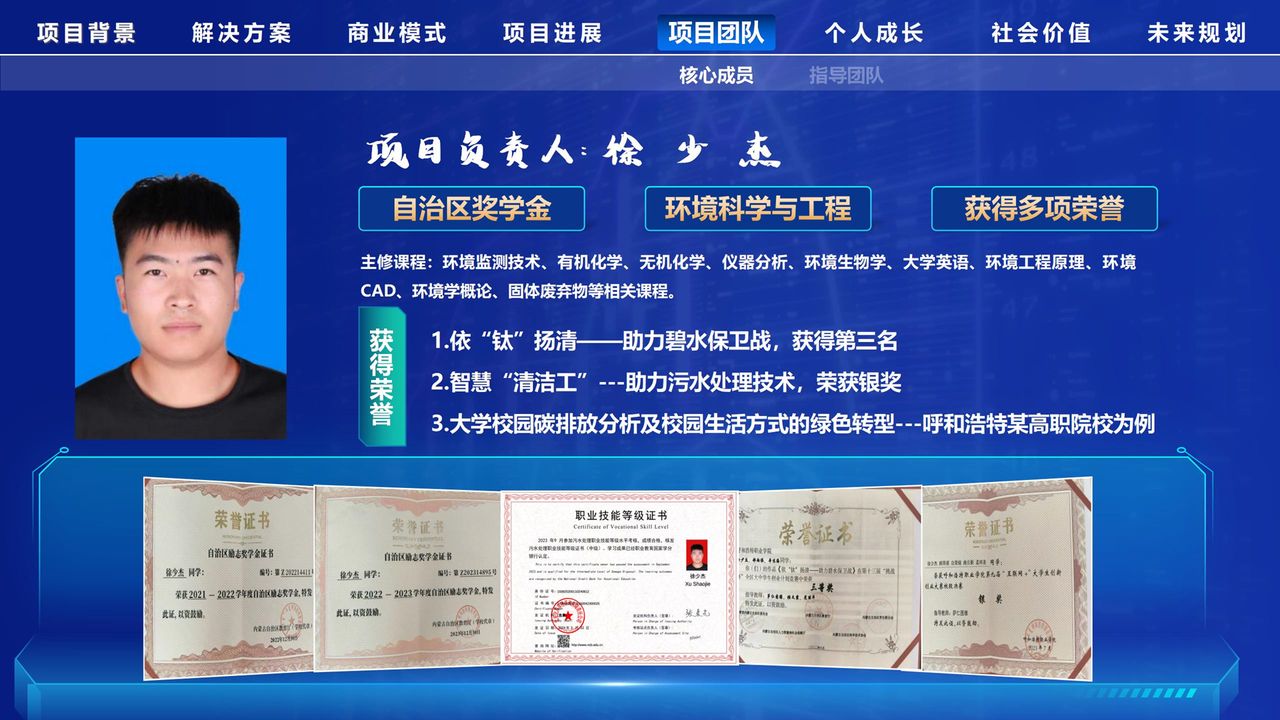 项目背景 解决方案 商业模式 项目进展 项目团队 个人成长 社会价值 未来规划
核心成员 指导团队
项目负责人:徐 少 杰
自治区奖学金 环境科学与工程 获得多项荣誉
主修课程：环境监测技术、有机化学、无机化学、仪器分析、环境生物学、大学英语、环境工程原理、环境
CAD、环境学概论、固体废弃物等相关课程。
获得荣誉
1.依“钛”扬清——助力碧水保卫战，获得第三名
2.智慧“清洁工”---助力污水处理技术，荣获银奖
3.大学校园碳排放分析及校园生活方式的绿色转型---呼和浩特某高职院校为例
荣誉证书
自治区励志奖学金证书
徐少杰 同学：
荣获 2021 — 2022 学年度自治区励志奖学金, 特发
此证, 以资鼓励。
2022年12月30日
荣誉证书
自治区励志奖学金证书
徐少杰 同学： 编号：蒙 Z02314895 号
荣获 2022 — 2023 学年度自治区励志奖学金, 特发
此证, 以资鼓励。
职业技能等级证书
Certificate of Vocational Skill Level
徐少杰
Xu Shaojie
荣誉证书
三等奖
荣誉证书
银 奖